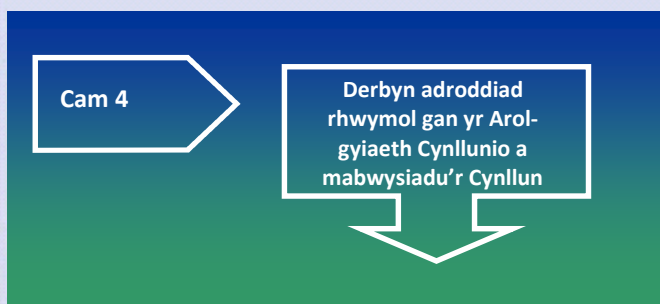 Cam 4
Derbyn adroddiad
rhwymol gan yr Arol-
gyiaeth Cynllunio a
mabwysiadu’r Cynllun